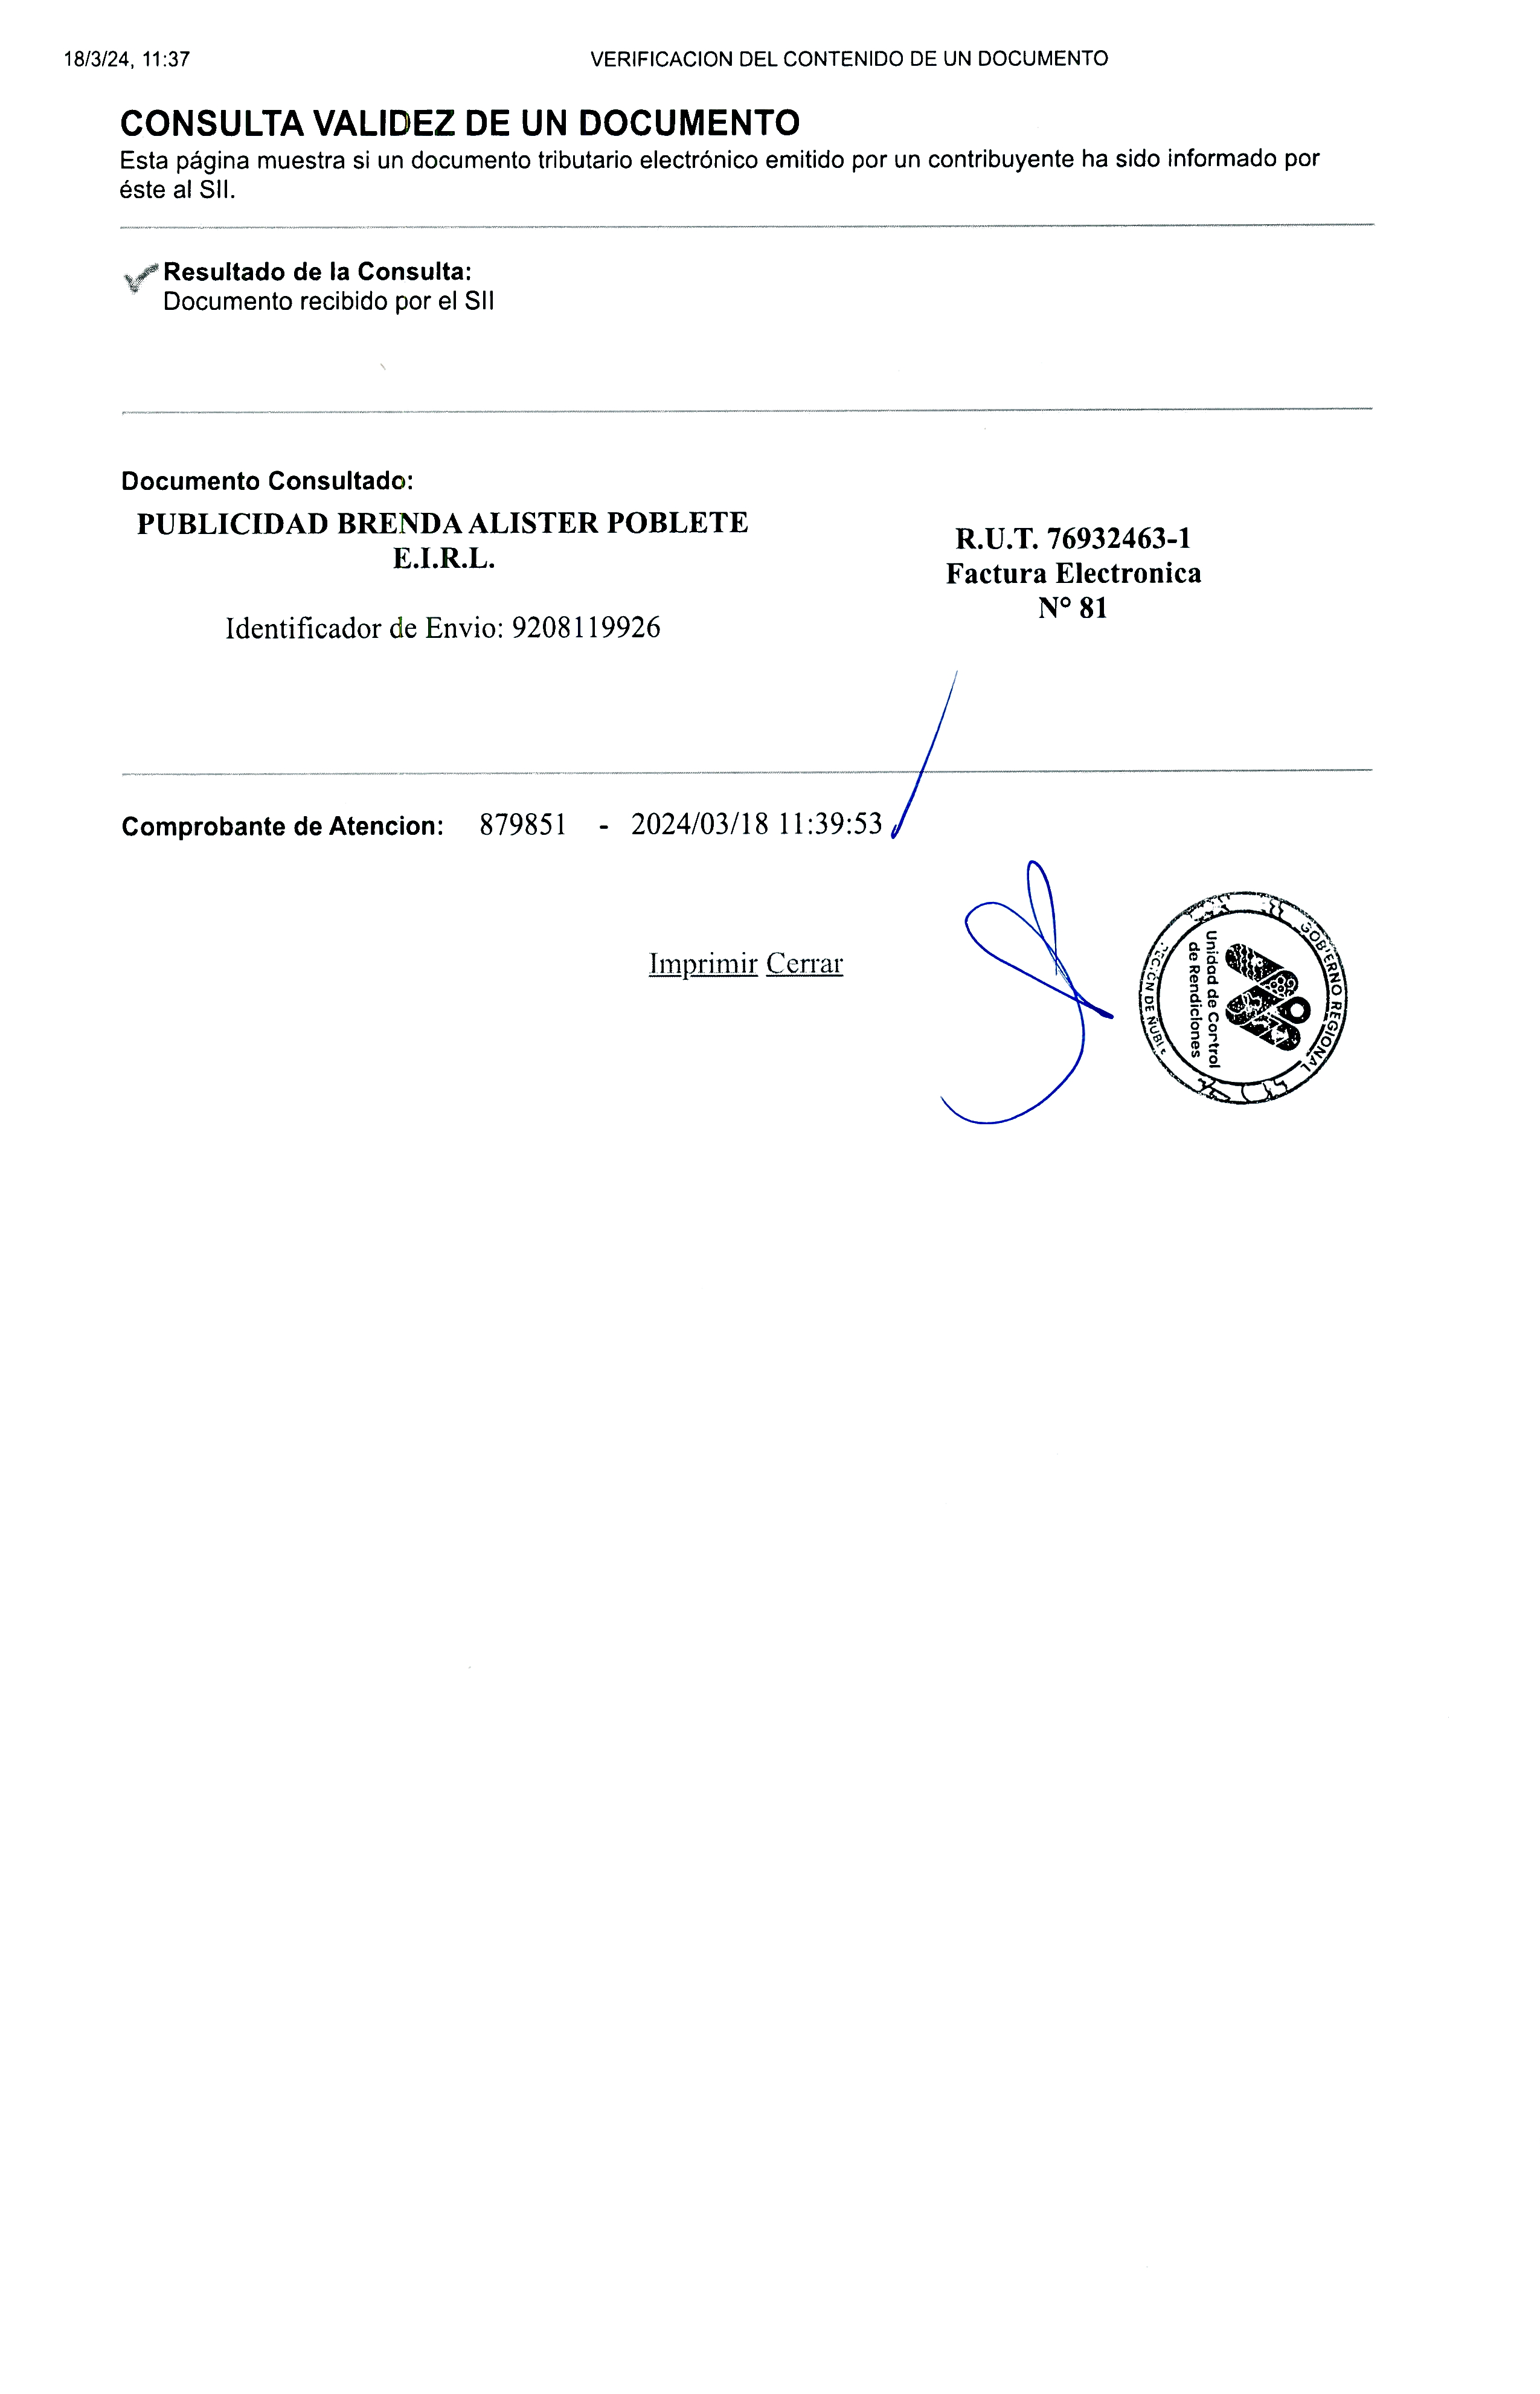 18/3/24, 11:37
VERIFICACION DEL CONTENIDO DE UN DOCUMENTO
CONSULTA VALIDEZ DE UN DOCUMENTO
Esta página muestra si un documento tributario electrónico emitido por un contribuyente ha sido informado por
éste al SII.
Resultado de la Consulta:
Documento recibido por el SII
Documento Consultado:
PUBLICIDAD BRENDA ALISTER POBLETE
E.I.R.L.
Identificador de Envio: 9208119926
R.U.T. 76932463-1
Factura Electronica
N° 81
Comprobante de Atencion: 879851 - 2024/03/18 11:39:53
Imprimir Cerrar
GOBIERNO REGIONAL
Unidad de Control
de Rendiciones
REGIÓN DE ÑUBLE